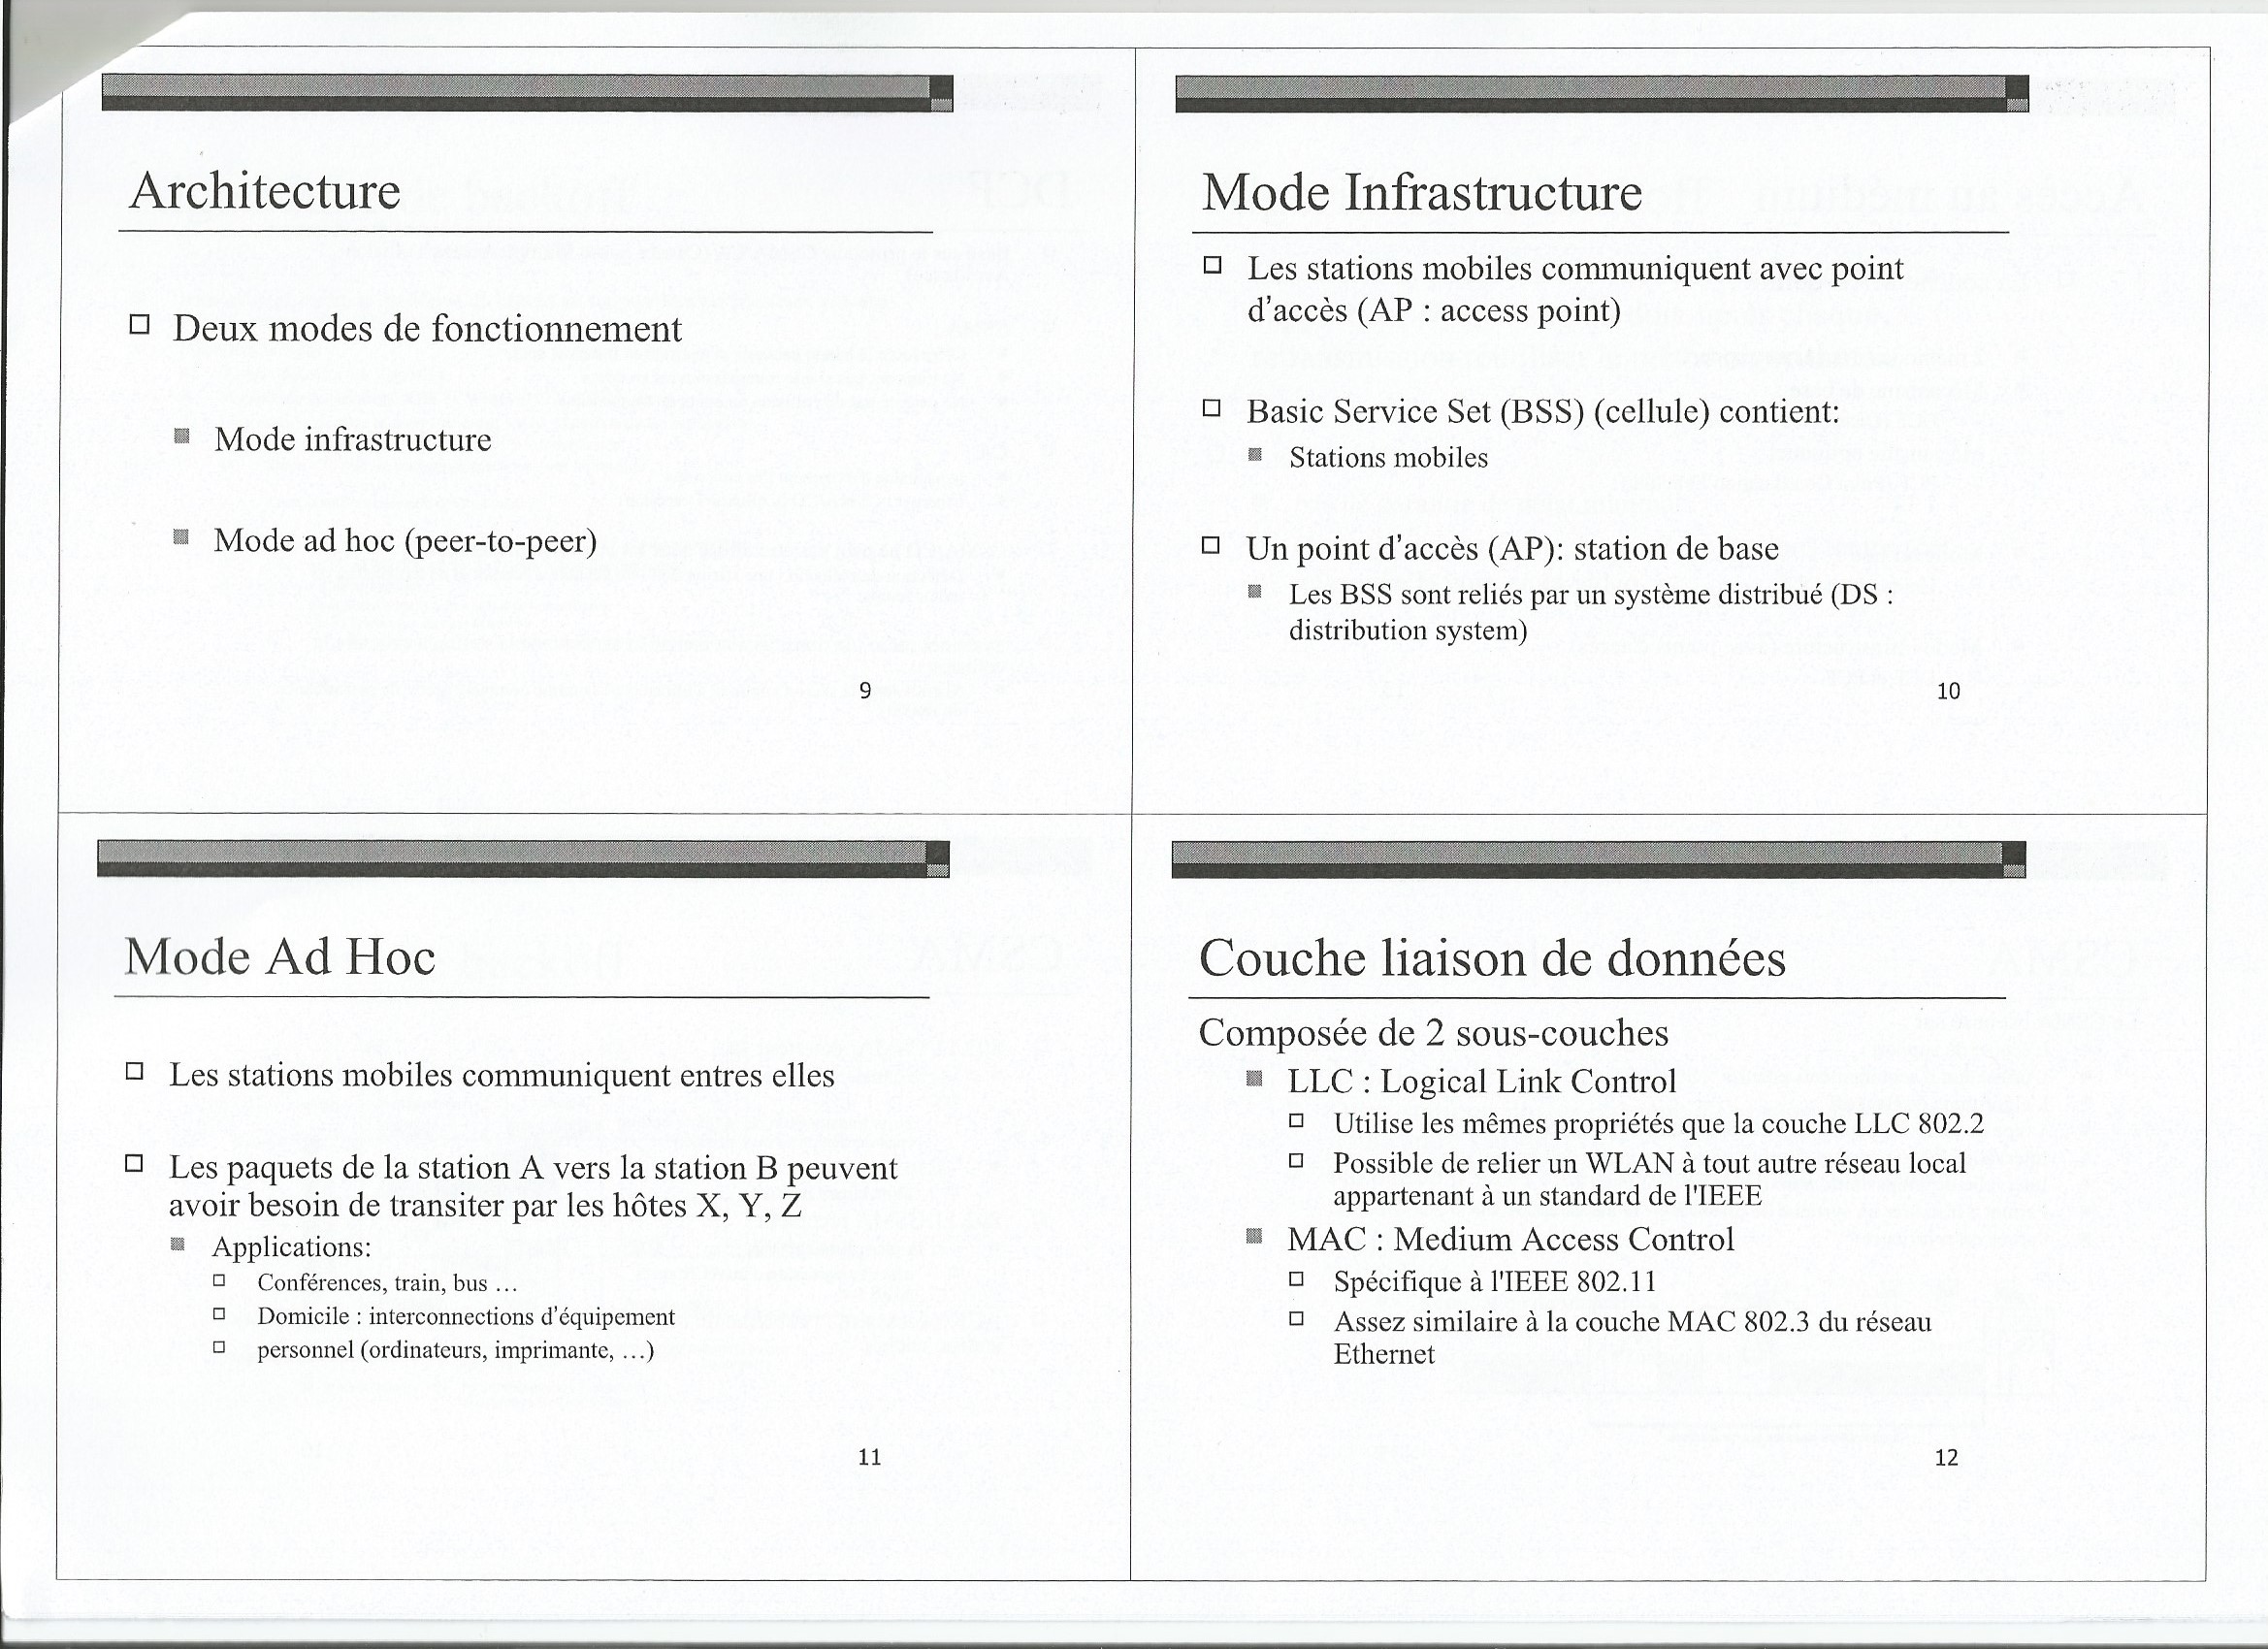 Architecture
Deux modes de fonctionnement
Mode infrastructure
Mode ad hoc (peer-to-peer)
9
Mode Infrastructure
Les stations mobiles communiquent avec point
d'accès (AP : access point)
Basic Service Set (BSS) (cellule) contient:
Stations mobiles
Un point d'accès (AP): station de base
Les BSS sont reliés par un système distribué (DS :
distribution system)
10
Mode Ad Hoc
Les stations mobiles communiquent entres elles
Les paquets de la station A vers la station B peuvent
avoir besoin de transiter par les hôtes X, Y, Z
Applications:
Conférences, train, bus …
Domicile : interconnections d'équipement
personnel (ordinateurs, imprimante, …)
11
Couche liaison de données
Composée de 2 sous-couches
LLC : Logical Link Control
Utilise les mêmes propriétés que la couche LLC 802.2
Possible de relier un WLAN à tout autre réseau local
appartenant à un standard de l'IEEE
MAC : Medium Access Control
Spécifique à l'IEEE 802.11
Assez similaire à la couche MAC 802.3 du réseau
Ethernet
12